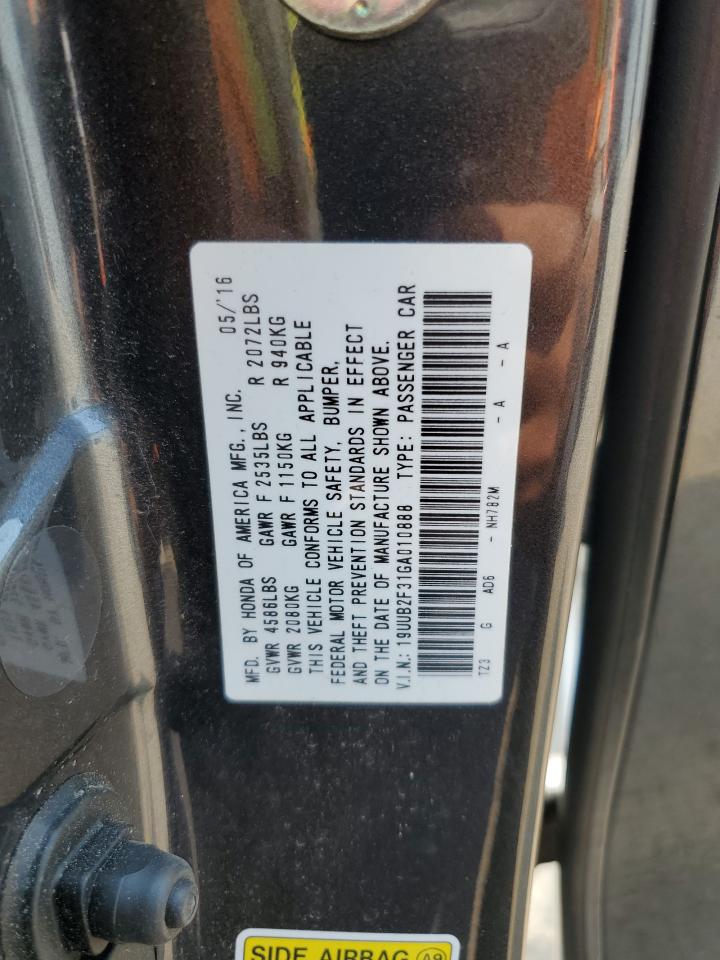 MFD. BY HONDA OF AMERICA MFG., INC. 05/'16
GVWR 4586LBS GAWR F 2535LBS R 2072LBS
GVWR 2080KG GAWR F 1150KG R 940KG
THIS VEHICLE CONFORMS TO ALL APPLICABLE
FEDERAL MOTOR VEHICLE SAFETY, BUMPER,
AND THEFT PREVENTION STANDARDS IN EFFECT
ON THE DATE OF MANUFACTURE SHOWN ABOVE.
V.I.N.: 19UUB2F31GA010888 TYPE: PASSENGER CAR
TZ3 G AD6 - NH782M - A - A
SIDE AIRBAG A9